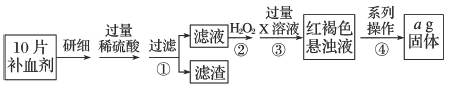 10片
补血剂
研细
过量
稀硫酸
过滤
①
滤液
滤渣
H₂O₂
②
过量
X溶液
③
红褐色
悬浊液
系列
操作
④
a g
固体